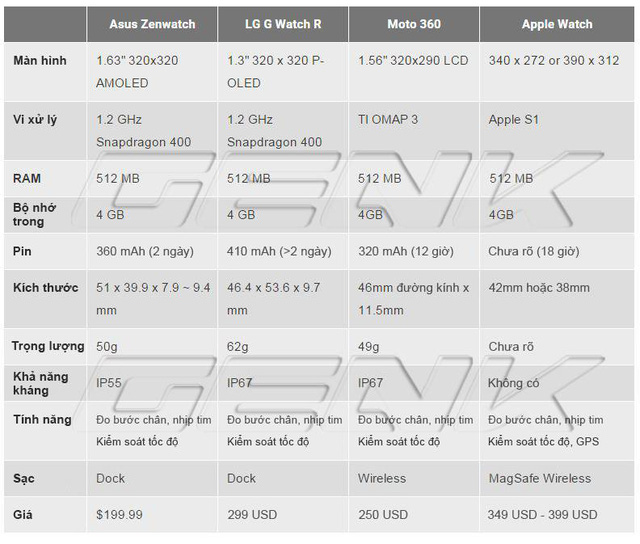 Asus Zenwatch LG G Watch R Moto 360 Apple Watch
Màn hình 1.63" 320x320 1.3" 320 x 320 P- 1.56" 320x290 LCD 340 x 272 or 390 x 312
AMOLED OLED
Vi xử lý 1.2 GHz 1.2 GHz TI OMAP 3 Apple S1
Snapdragon 400 Snapdragon 400
RAM 512 MB 512 MB 512 MB 512 MB
Bộ nhớ
trong 4 GB 4 GB 4GB 4GB
Pin 360 mAh (2 ngày) 410 mAh (>2 ngày) 320 mAh (12 giờ) Chưa rõ (18 giờ)
Kích thước 51 x 39.9 x 7.9 ~ 9.4 46.4 x 53.6 x 9.7 46mm đường kính x 42mm hoặc 38mm
mm mm 11.5mm
Trọng lượng 50g 62g 49g Chưa rõ
Khả năng
kháng IP55 IP67 IP67 Không có
Tính năng Đo bước chân, nhịp tim Đo bước chân, nhịp tim Đo bước chân, nhịp tim Đo bước chân, nhịp tim
Kiểm soát tốc độ Kiểm soát tốc độ Kiểm soát tốc độ Kiểm soát tốc độ, GPS
Sạc Dock Dock Wireless MagSafe Wireless
Giá $199.99 299 USD 250 USD 349 USD - 399 USD
GENK
GENK